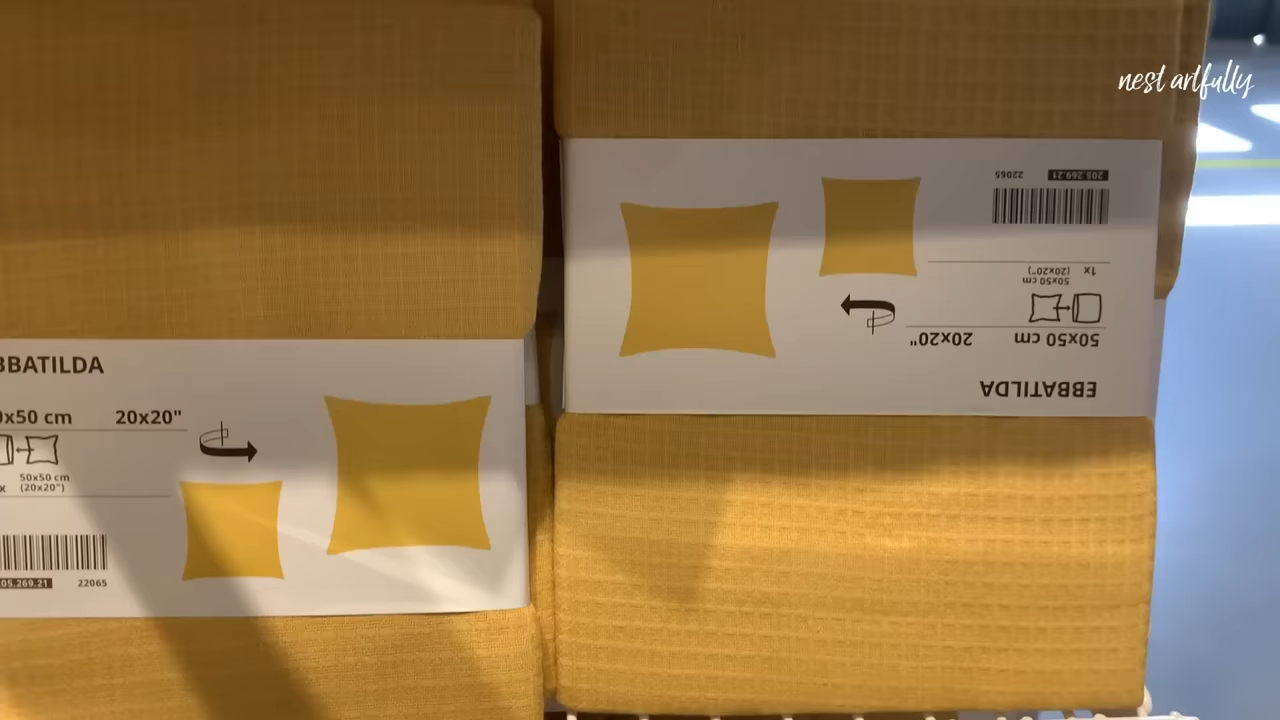 nest artfully
BBATILDA
0x50 cm 20x20"
x 50x50 cm
(20x20")
05.269.21 22065
EBBATILDA
50x50 cm 20x20"
1x 50x50 cm
(20x20")
205.269.21 22065